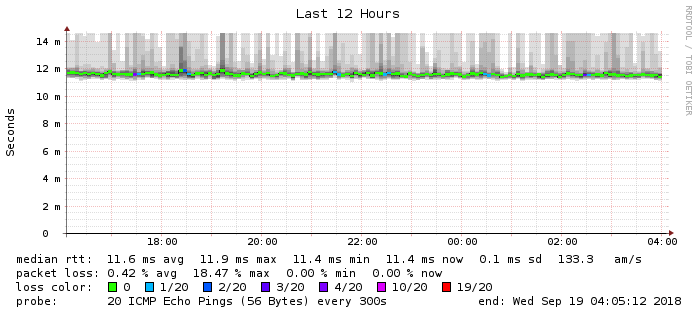 Last 12 Hours
RRDTOOL / TOBI OETIKER
Seconds
14 m
12 m
10 m
8 m
6 m
4 m
2 m
0
18:00 20:00 22:00 00:00 02:00 04:00
median rtt: 11.6 ms avg 11.9 ms max 11.4 ms min 11.4 ms now 0.1 ms sd 133.3 am/s
packet loss: 0.42 % avg 18.47 % max 0.00 % min 0.00 % now
loss color: 0 1/20 2/20 3/20 4/20 10/20 19/20
probe: 20 ICMP Echo Pings (56 Bytes) every 300s end: Wed Sep 19 04:05:12 2018